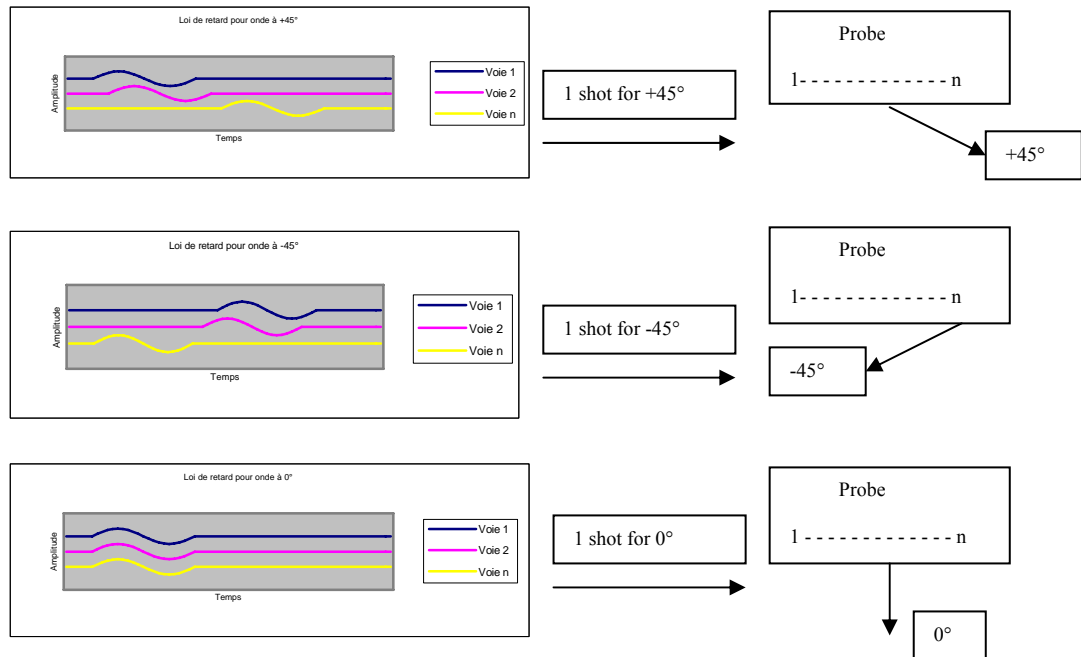 Loi de retard pour onde à +45°
Amplitude
Temps
Voie 1
Voie 2
Voie n
1 shot for +45°
Probe
1- - - - - - - - - - - - - n
+45°
Loi de retard pour onde à -45°
Amplitude
Temps
Voie 1
Voie 2
Voie n
1 shot for -45°
Probe
1- - - - - - - - - - - - - n
-45°
Loi de retard pour onde à 0°
Amplitude
Temps
Voie 1
Voie 2
Voie n
1 shot for 0°
Probe
1 - - - - - - - - - - - - - n
0°